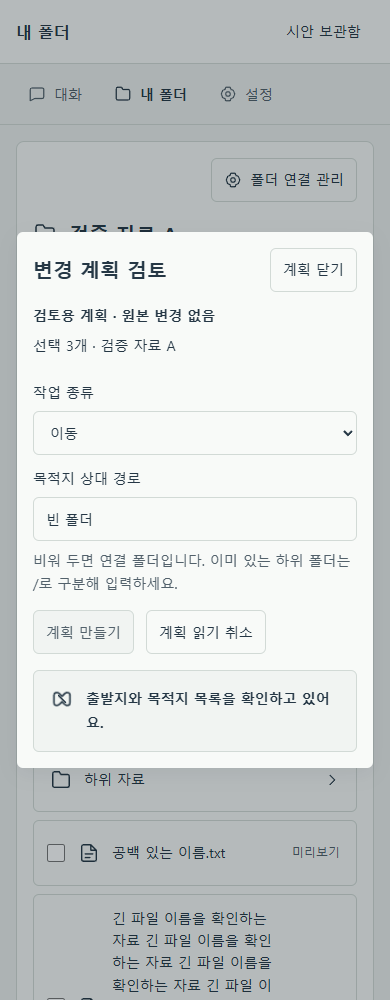 내 폴더
시안 보관함
대화
내 폴더
설정
폴더 연결 관리
검증 자료 A
변경 계획 검토
계획 닫기
검토용 계획 · 원본 변경 없음
선택 3개 · 검증 자료 A
작업 종류
이동
목적지 상대 경로
빈 폴더
비워 두면 연결 폴더입니다. 이미 있는 하위 폴더는
/로 구분해 입력하세요.
계획 만들기
계획 읽기 취소
출발지와 목적지 목록을 확인하고 있어
요.
하위 자료
공백 있는 이름.txt
미리보기
긴 파일 이름을 확인하는
자료 긴 파일 이름을 확인
하는 자료 긴 파일 이름을
확인하는 자료 긴 파일 이